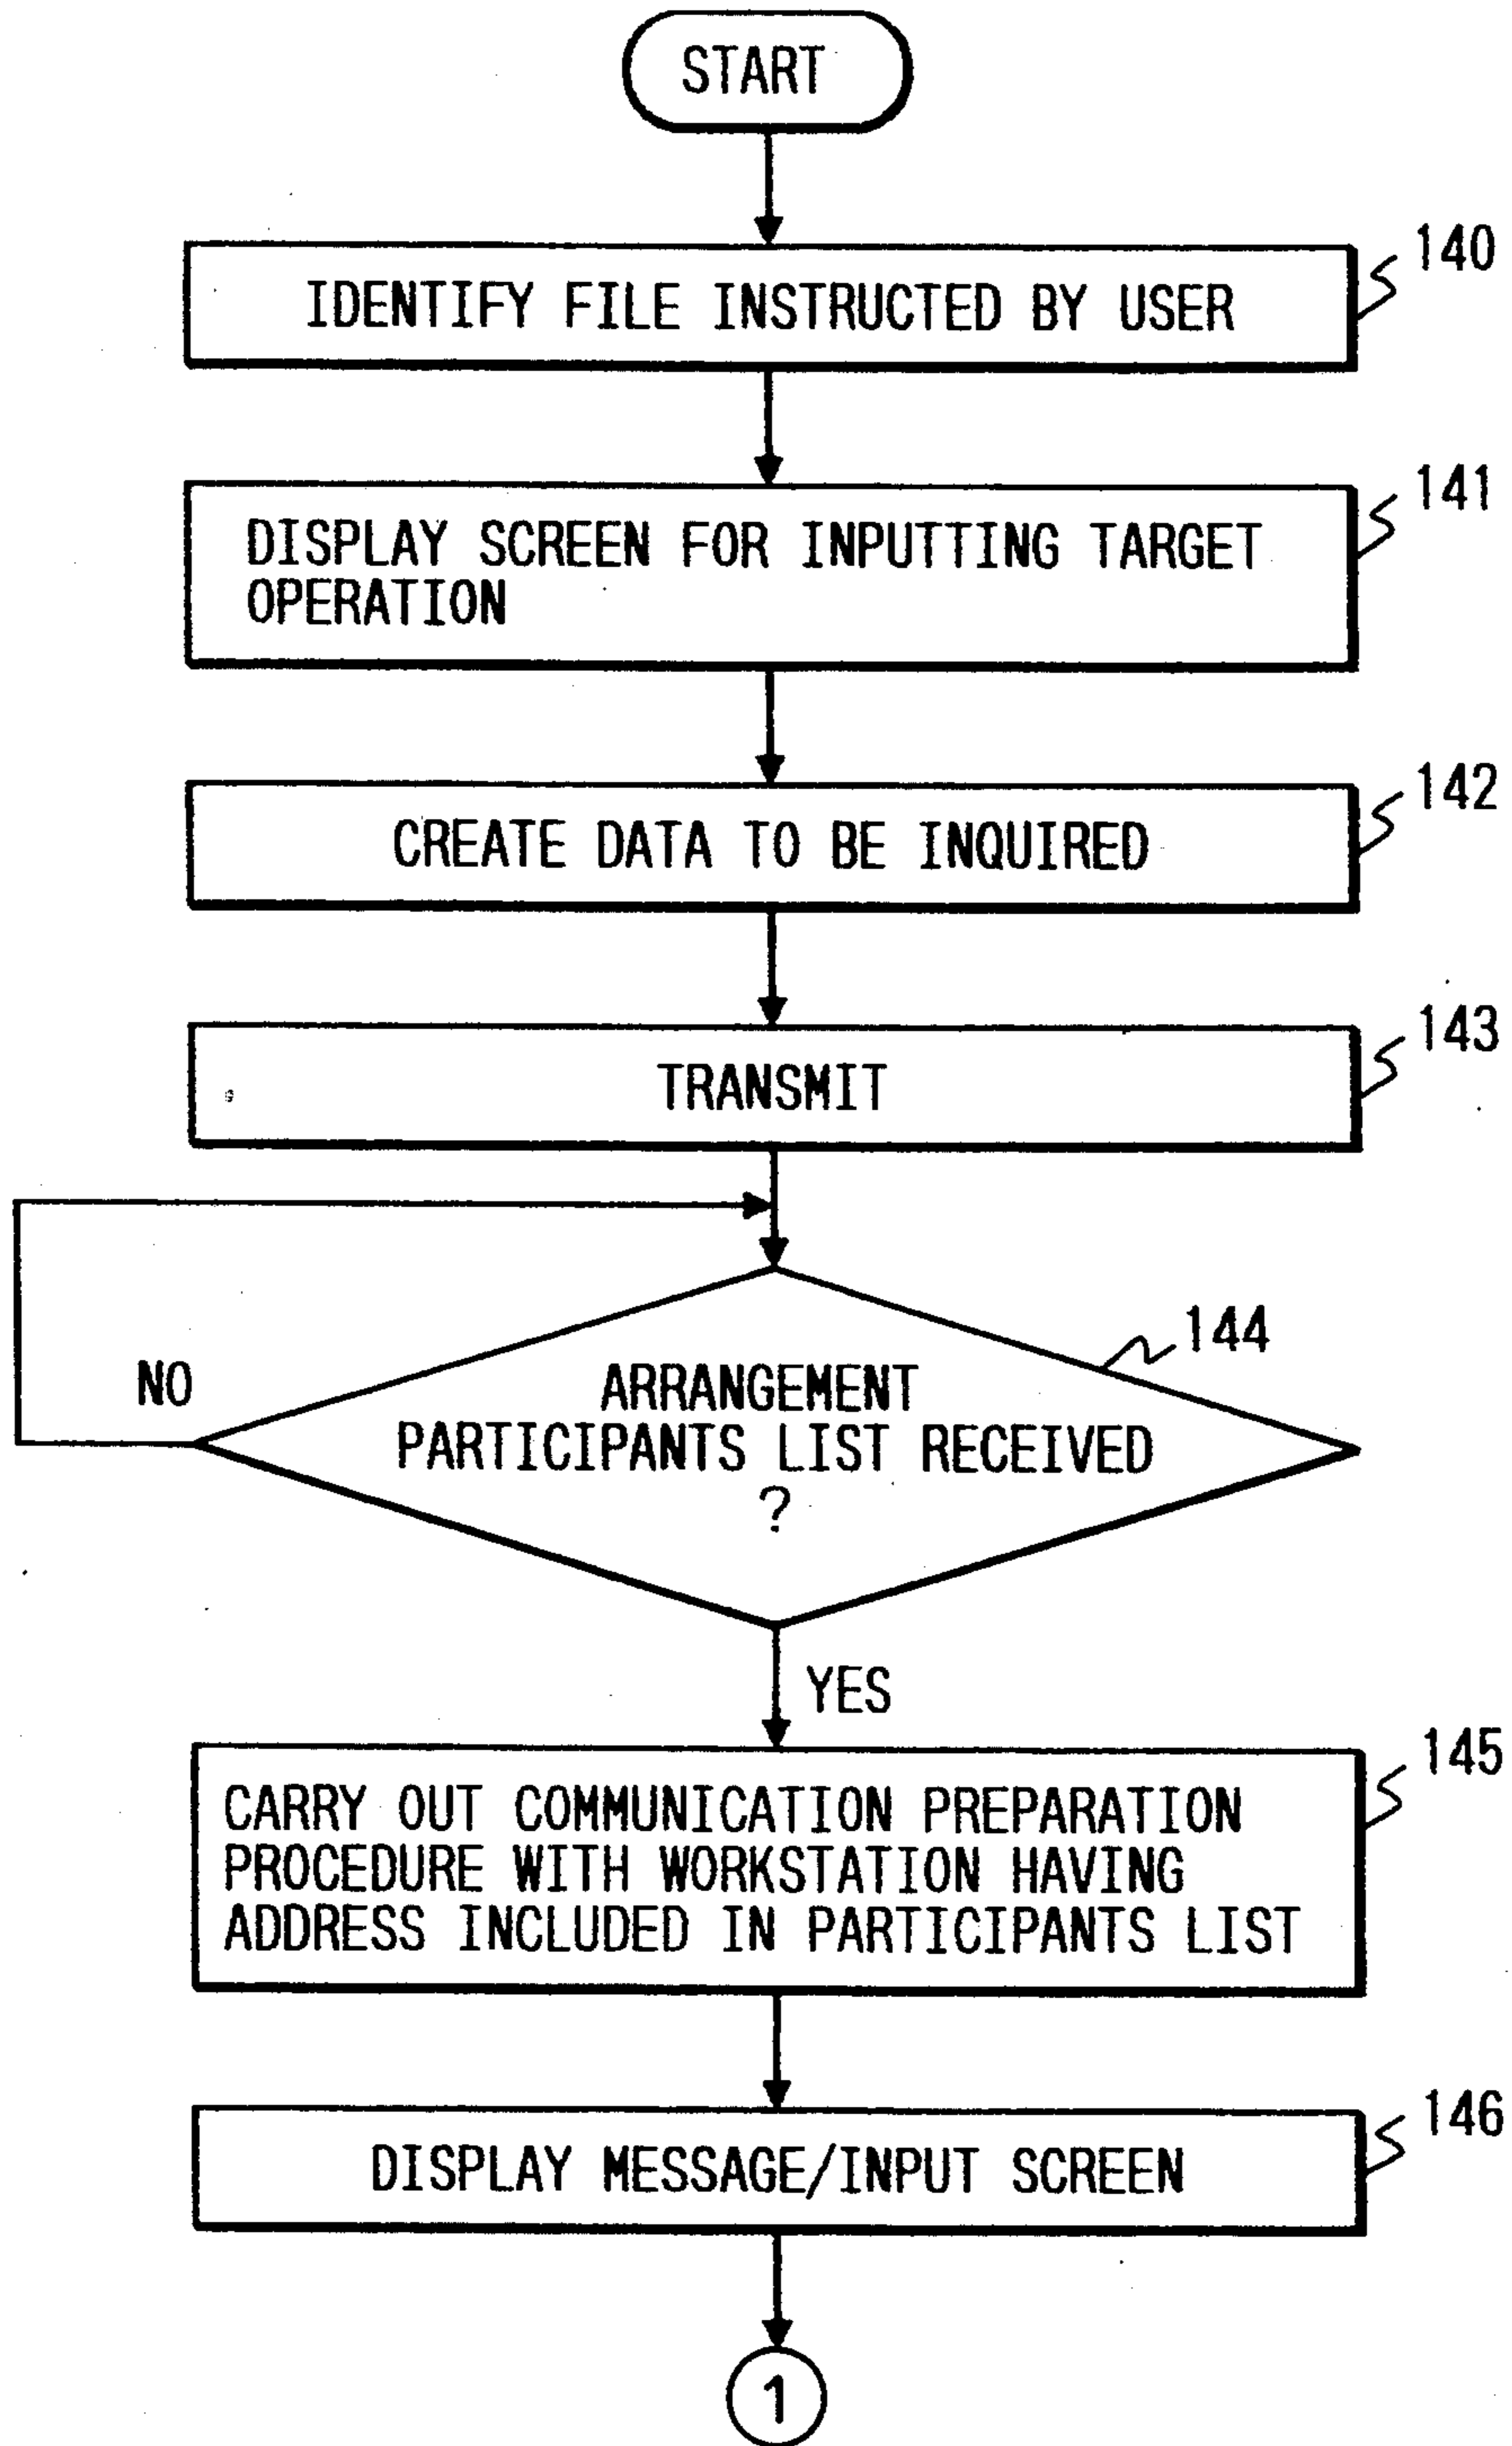 START
140
IDENTIFY FILE INSTRUCTED BY USER
141
DISPLAY SCREEN FOR INPUTTING TARGET
OPERATION
142
CREATE DATA TO BE INQUIRED
143
TRANSMIT
144
NO
ARRANGEMENT
PARTICIPANTS LIST RECEIVED
?
YES
145
CARRY OUT COMMUNICATION PREPARATION
PROCEDURE WITH WORKSTATION HAVING
ADDRESS INCLUDED IN PARTICIPANTS LIST
146
DISPLAY MESSAGE/INPUT SCREEN
1